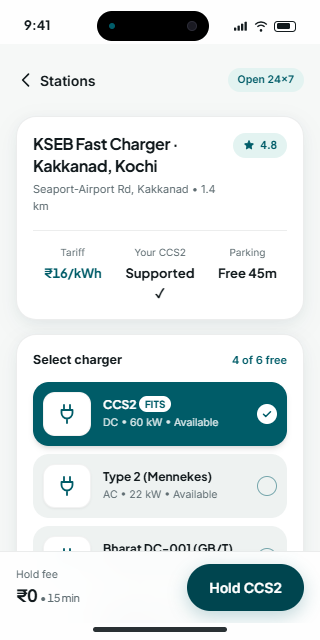 9:41
Stations
Open 24×7
KSEB Fast Charger ·
Kakkanad, Kochi
★ 4.8
Seaport-Airport Rd, Kakkanad • 1.4
km
Tariff
Your CCS2
Parking
₹16/kWh
Supported
✓
Free 45m
Select charger
4 of 6 free
CCS2 FITS
DC • 60 kW • Available
Type 2 (Mennekes)
AC • 22 kW • Available
Bharat DC-001 (GB/T)
Hold fee
₹0 • 15 min
Hold CCS2